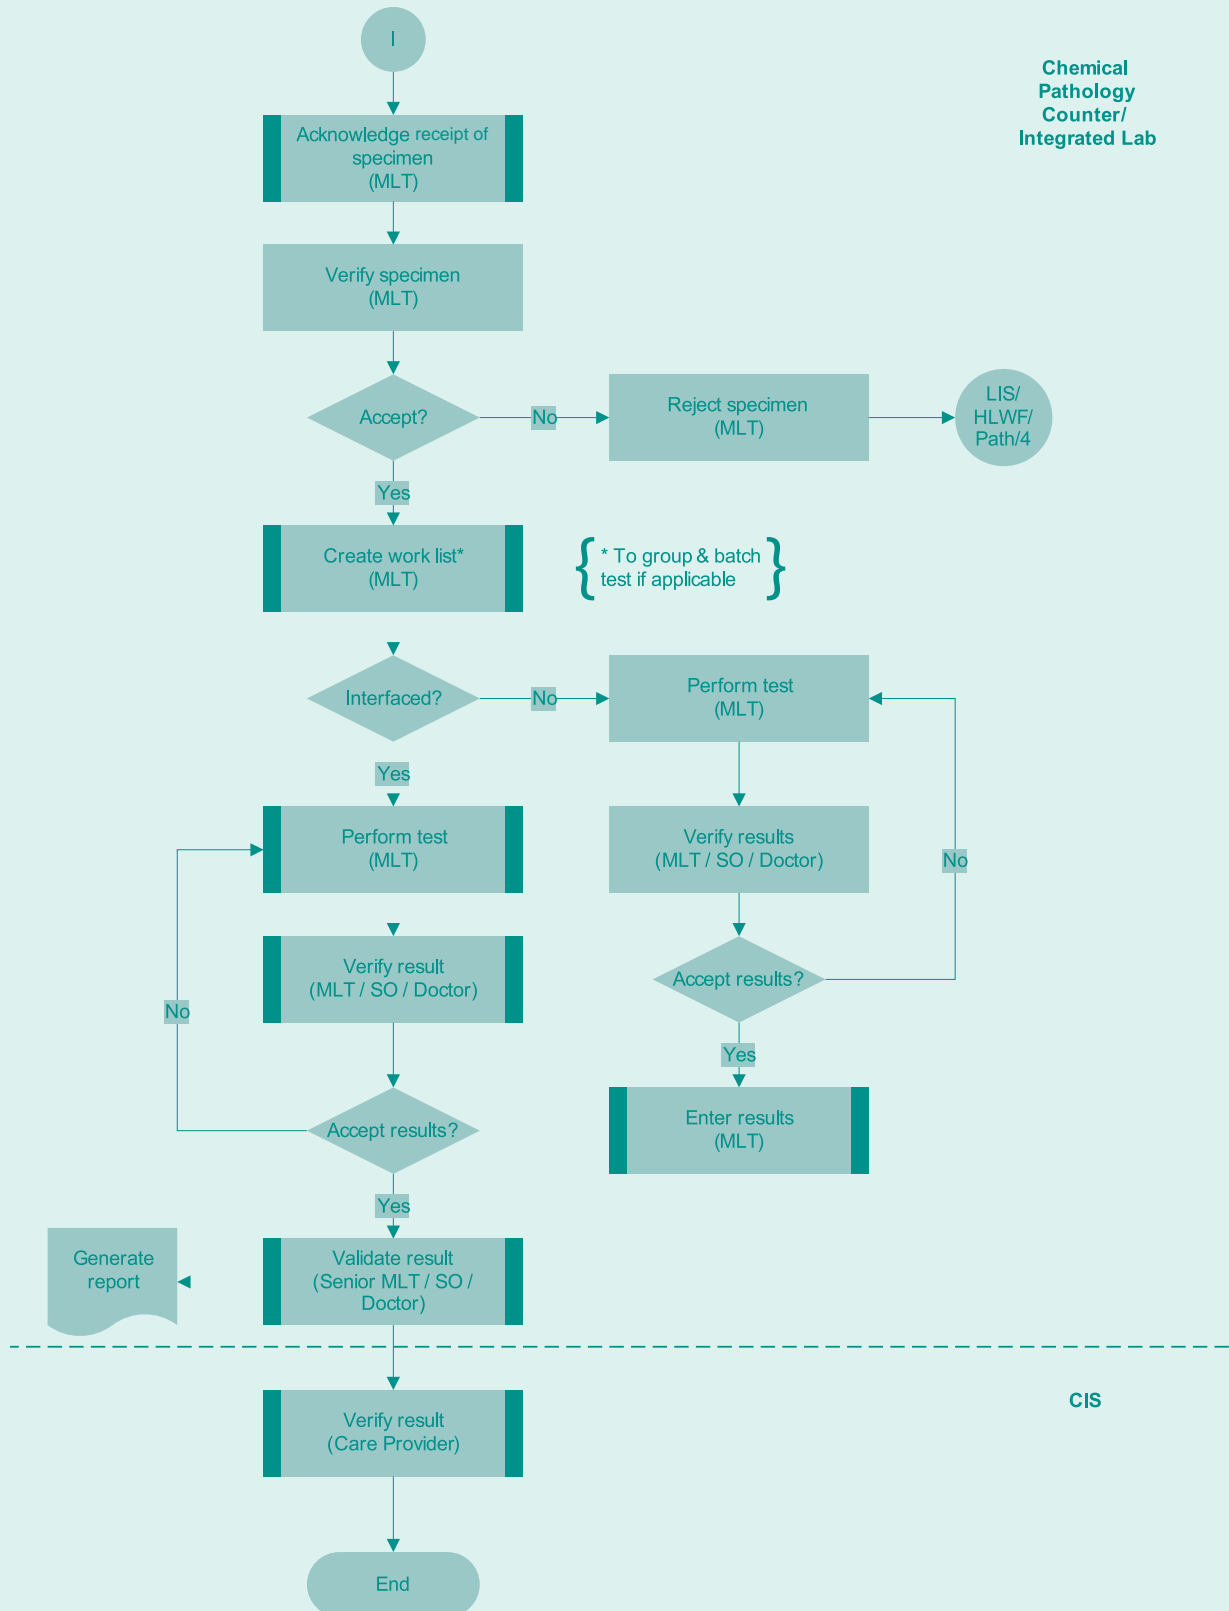 I
Chemical
Pathology
Counter/
Integrated Lab
Acknowledge receipt of
specimen
(MLT)
Verify specimen
(MLT)
Accept?
No
Reject specimen
(MLT)
LIS/
HLWF/
Path/4
Yes
Create work list*
(MLT)
* To group & batch
test if applicable
Interfaced?
No
Perform test
(MLT)
Yes
Perform test
(MLT)
Verify results
(MLT / SO / Doctor)
No
Verify result
(MLT / SO / Doctor)
Accept results?
No
Yes
Enter results
(MLT)
Accept results?
Yes
Generate
report
Validate result
(Senior MLT / SO /
Doctor)
CIS
Verify result
(Care Provider)
End